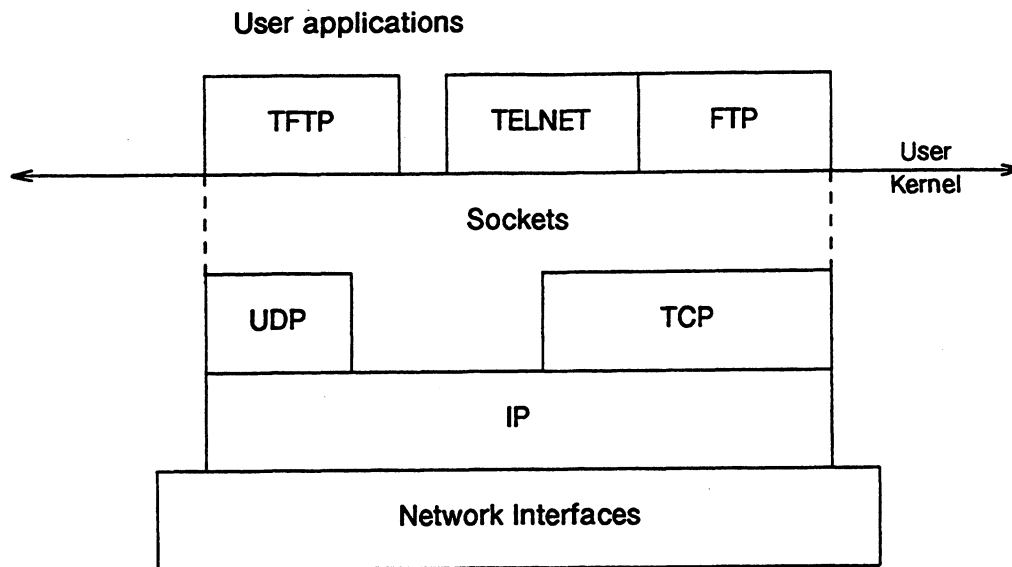 User applications
TFTP
TELNET
FTP
User
Kernel
Sockets
UDP
TCP
IP
Network Interfaces